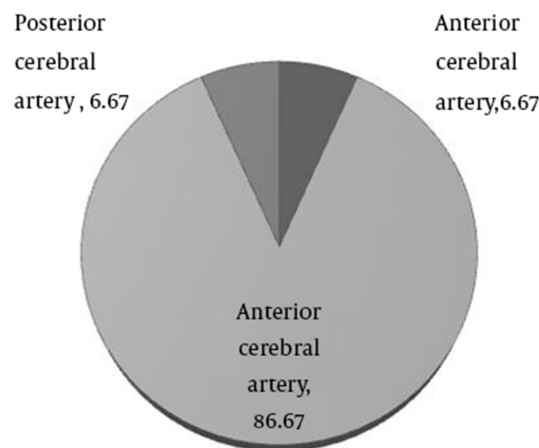 Posterior
cerebral
artery , 6.67
Anterior
cerebral
artery,6.67
Anterior
cerebral
artery,
86.67